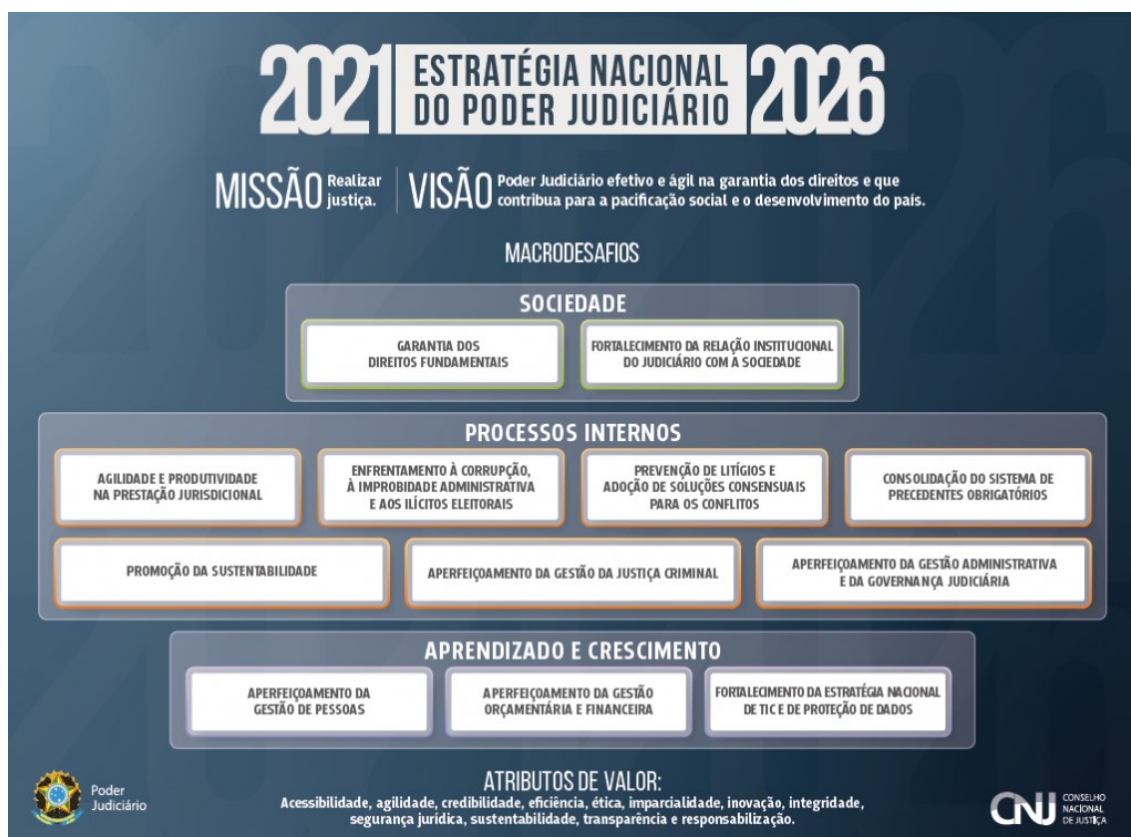 2021 ESTRATÉGIA NACIONAL DO PODER JUDICIÁRIO 2026
MISSÃO Realizar justiça.
VISÃO Poder Judiciário efetivo e ágil na garantia dos direitos e que
contribua para a pacificação social e o desenvolvimento do país.
MACRODESAFIOS
SOCIEDADE
GARANTIA DOS
DIREITOS FUNDAMENTAIS
FORTALECIMENTO DA RELAÇÃO INSTITUCIONAL
DO JUDICIÁRIO COM A SOCIEDADE
PROCESSOS INTERNOS
AGILIDADE E PRODUTIVIDADE
NA PRESTAÇÃO JURISDICIONAL
ENFRENTAMENTO À CORRUPÇÃO,
À IMPROBIDADE ADMINISTRATIVA
E AOS ILÍCITOS ELEITORAIS
PREVENÇÃO DE LITÍGIOS E
ADOÇÃO DE SOLUÇÕES CONSENSUAIS
PARA OS CONFLITOS
CONSOLIDAÇÃO DO SISTEMA DE
PRECEDENTES OBRIGATÓRIOS
PROMOÇÃO DA SUSTENTABILIDADE
APERFEIÇOAMENTO DA GESTÃO DA JUSTIÇA CRIMINAL
APERFEIÇOAMENTO DA GESTÃO ADMINISTRATIVA
E DA GOVERNANÇA JUDICIÁRIA
APRENDIZADO E CRESCIMENTO
APERFEIÇOAMENTO DA
GESTÃO DE PESSOAS
APERFEIÇOAMENTO DA GESTÃO
ORÇAMENTÁRIA E FINANCEIRA
FORTALECIMENTO DA ESTRATÉGIA NACIONAL
DE TIC E DE PROTEÇÃO DE DADOS
ATRIBUTOS DE VALOR:
Acessibilidade, agilidade, credibilidade, eficiência, ética, imparcialidade, inovação, integridade,
segurança jurídica, sustentabilidade, transparência e responsabilização.
Poder
Judiciário
CNJ
CONSELHO
NACIONAL
DE JUSTIÇA